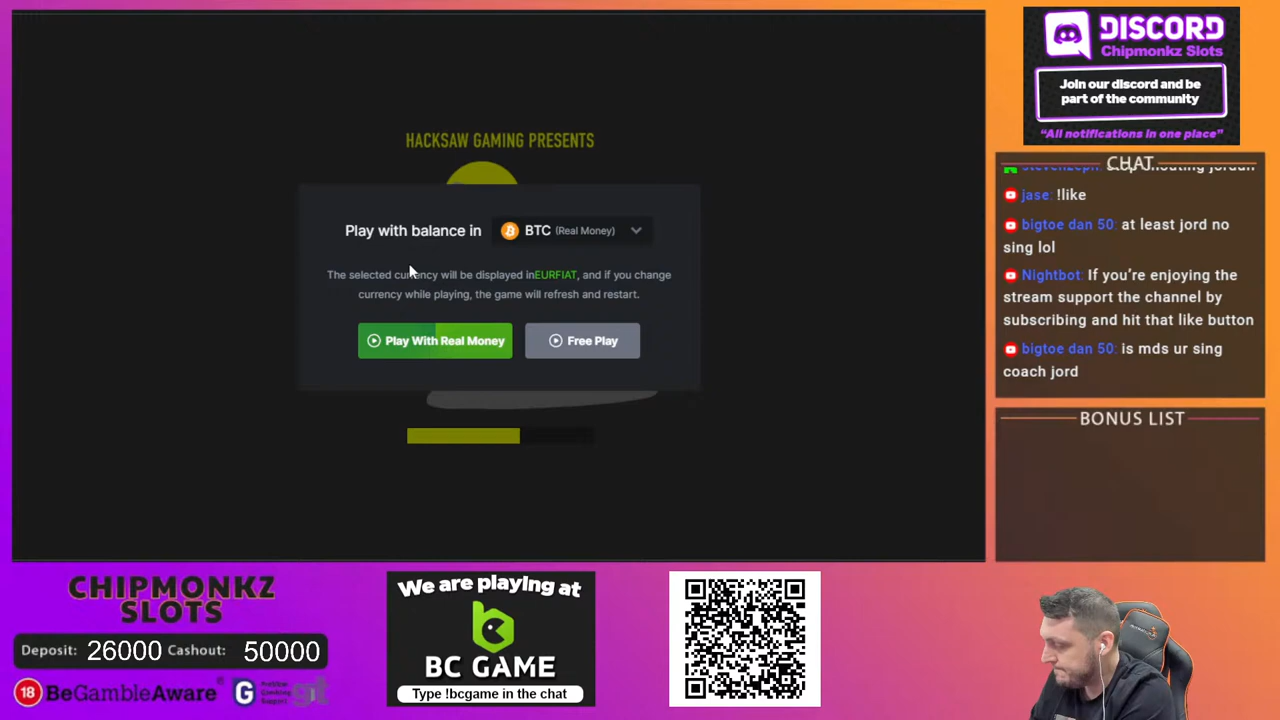 HACKSAW GAMING PRESENTS
Play with balance in BTC (Real Money)
The selected currency will be displayed inEURFIAT, and if you change
currency while playing, the game will refresh and restart.
Play With Real Money
Free Play
DISCORD
Chipmonkz Slots
Join our discord and be
part of the community
"All notifications in one place"
CHAT
jase: !like
bigtoe dan 50: at least jord no
sing lol
Nightbot: If you're enjoying the
stream support the channel by
subscribing and hit that like button
bigtoe dan 50: is mds ur sing
coach jord
BONUS LIST
CHIPMONKZ
SLOTS
Deposit: 26000 Cashout: 50000
18 BeGambleAware
We are playing at
BC GAME
Type !bcgame in the chat